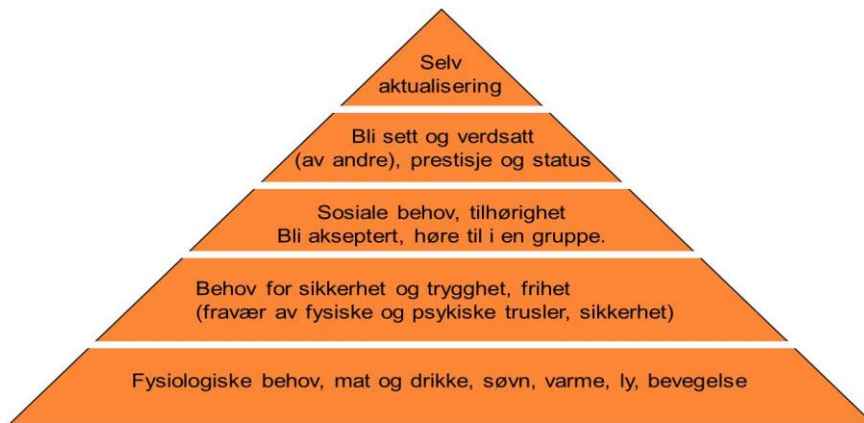 Selv
aktualisering
Bli sett og verdsatt
(av andre), prestisje og status
Sosiale behov, tilhørighet
Bli akseptert, høre til i en gruppe.
Behov for sikkerhet og trygghet, frihet
(fravær av fysiske og psykiske trusler, sikkerhet)
Fysiologiske behov, mat og drikke, søvn, varme, ly, bevegelse